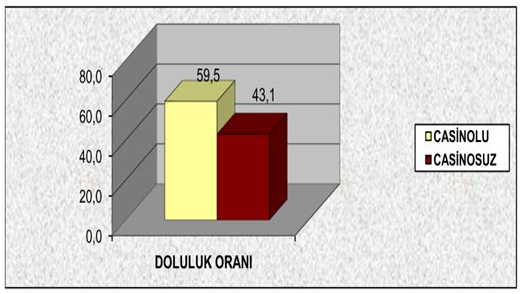 80,0
60,0
40,0
20,0
0,0
59,5
43,1
DOLULUK ORANI
CASİNOLU
CASİNOSUZ